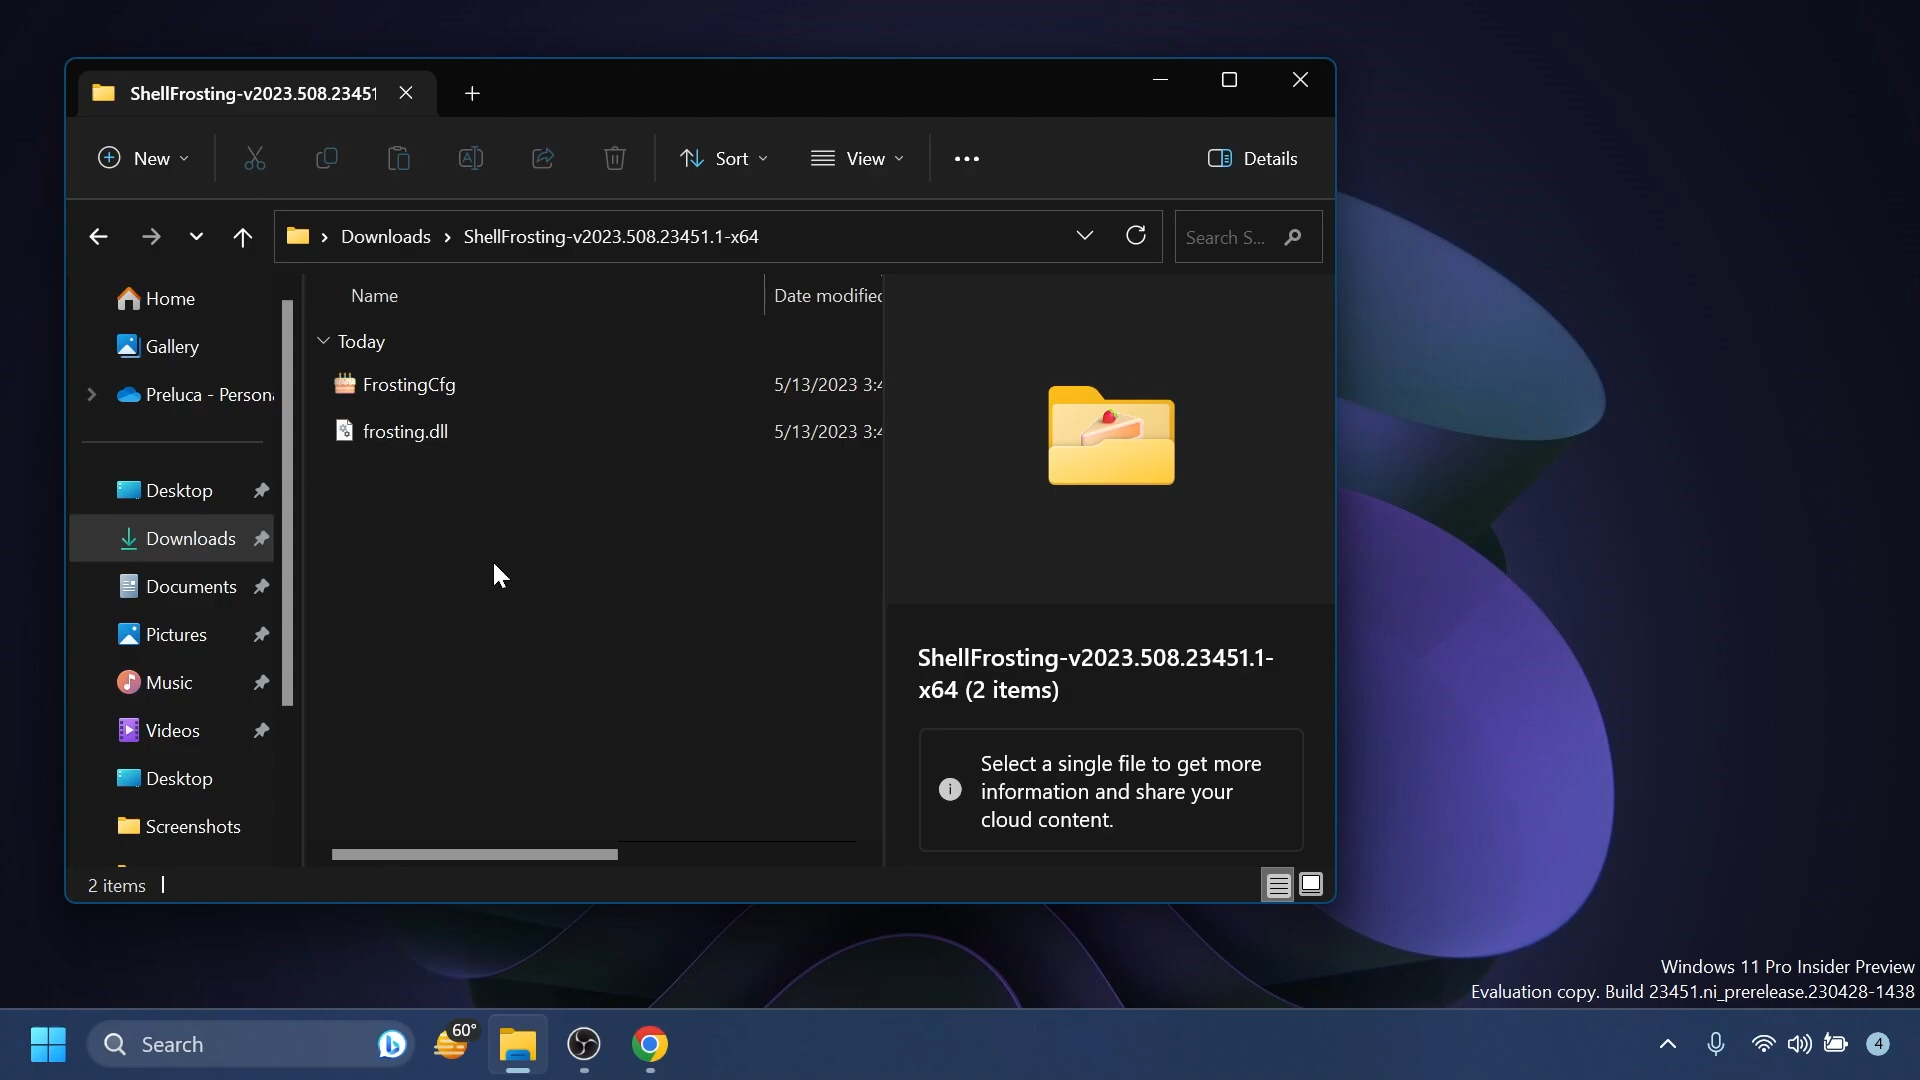 ShellFrosting-v2023.508.23451
New
Sort
View
Details
Downloads
ShellFrosting-v2023.508.23451.1-x64
Search S...
Home
Gallery
Preluca - Person
Desktop
Downloads
Documents
Pictures
Music
Videos
Desktop
Screenshots
Name
Date modified
Today
FrostingCfg
5/13/2023 3:4
frosting.dll
5/13/2023 3:4
ShellFrosting-v2023.508.23451.1-
x64 (2 items)
Select a single file to get more
information and share your
cloud content.
2 items
Windows 11 Pro Insider Preview
Evaluation copy. Build 23451.ni_prerelease.230428-1438
Search
60°
4